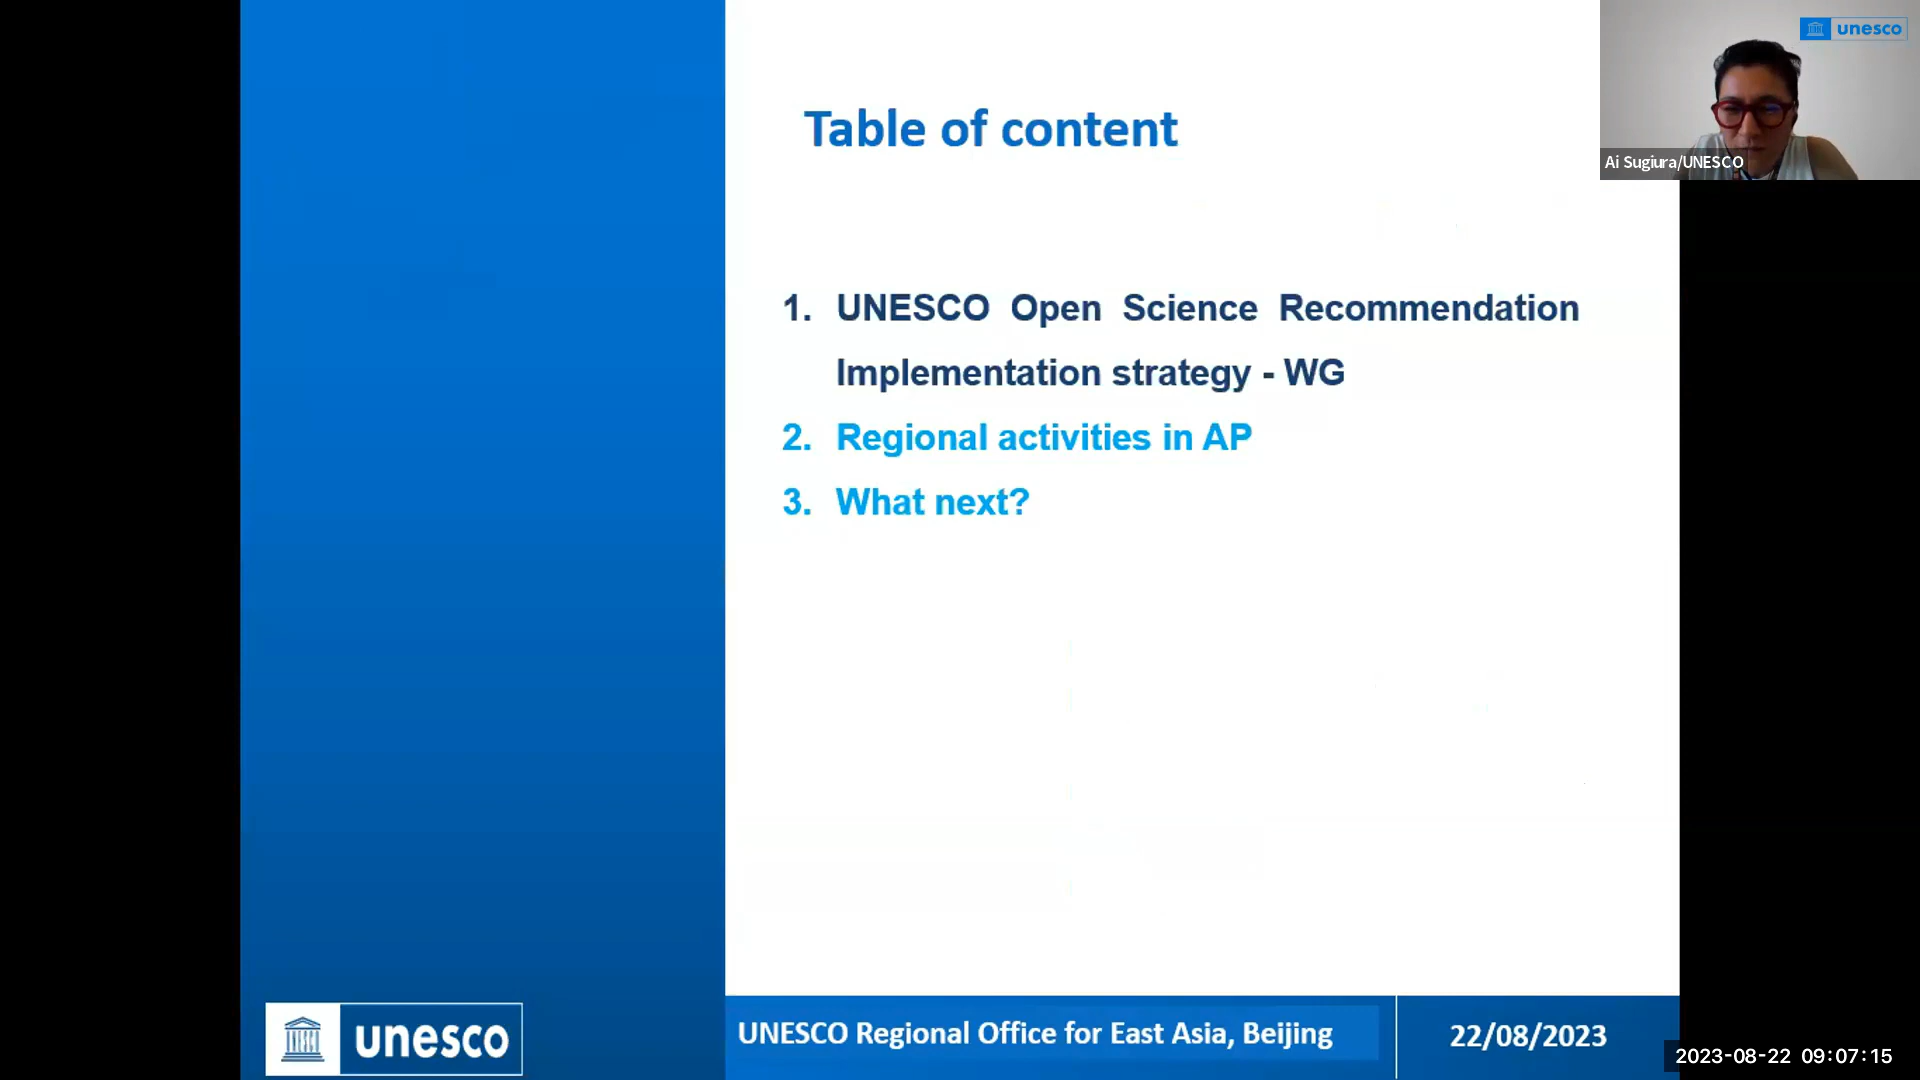 unesco
Ai Sugiura/UNESCO
Table of content
1. UNESCO Open Science Recommendation
Implementation strategy - WG
2. Regional activities in AP
3. What next?
unesco
UNESCO Regional Office for East Asia, Beijing
22/08/2023
2023-08-22 09:07:15